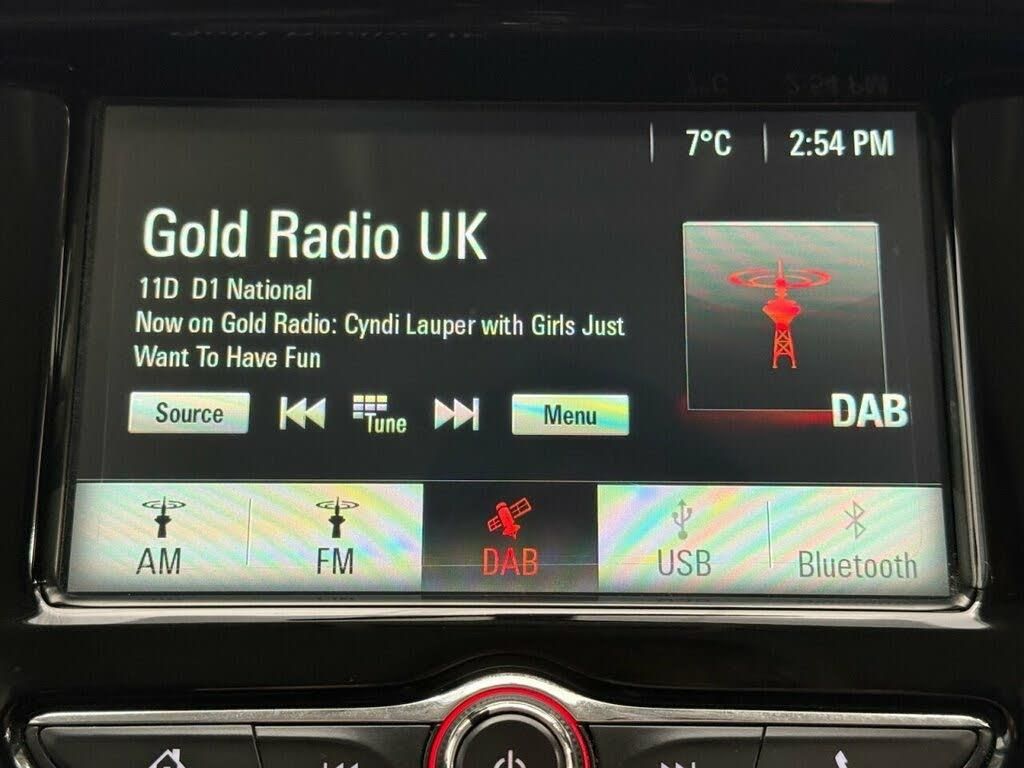 7°C 2:54 PM
Gold Radio UK
11D D1 National
Now on Gold Radio: Cyndi Lauper with Girls Just
Want To Have Fun
Source Tune Menu
DAB
AM FM DAB USB Bluetooth